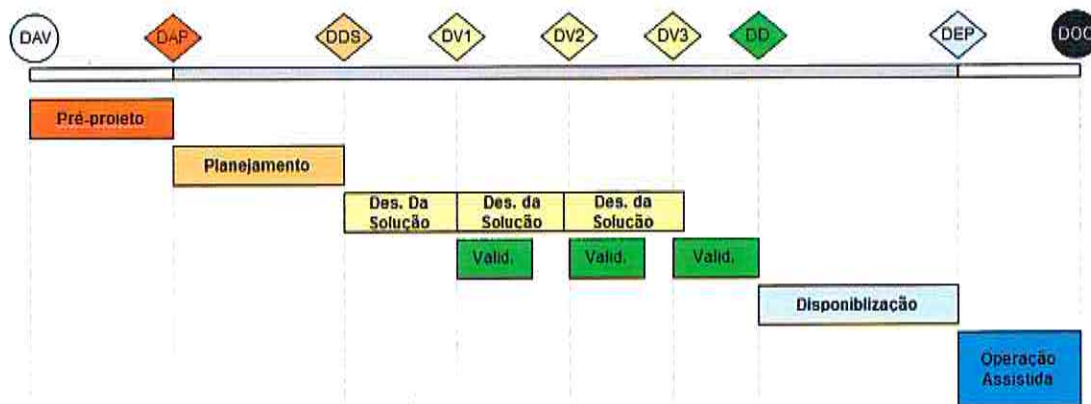 DAV DAP DDS DV1 DV2 DV3 DD DEP DOC
Pré-projeto
Planejamento
Des. Da Solução
Des. da Solução
Des. da Solução
Valid.
Valid.
Valid.
Disponiblização
Operação
Assistida